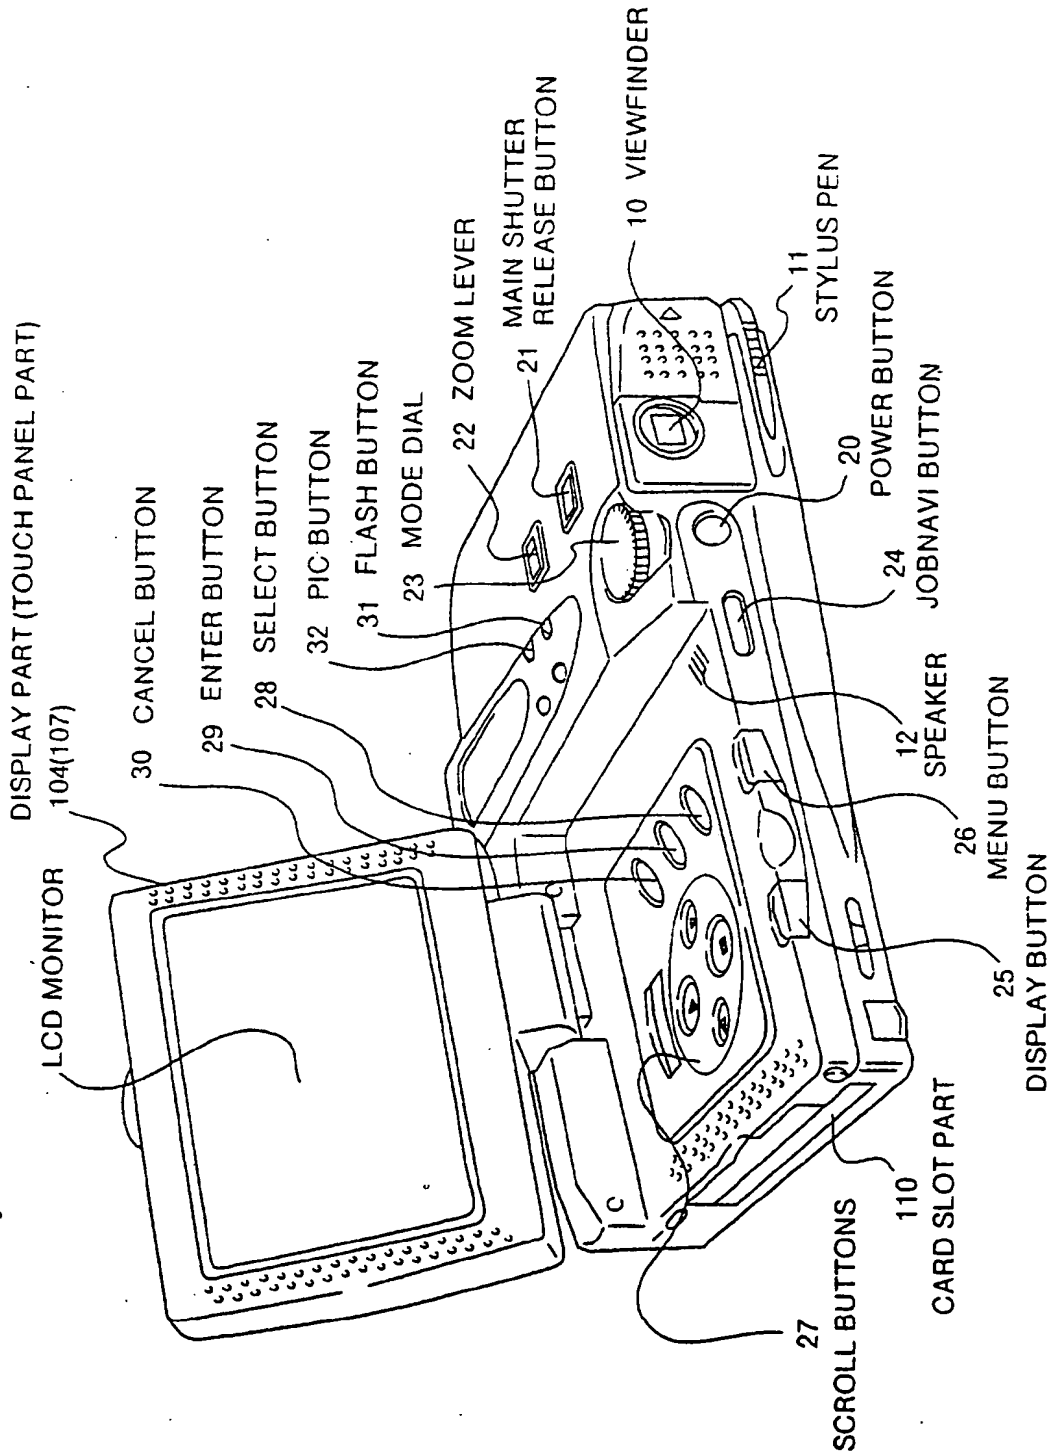 DISPLAY PART (TOUCH PANEL PART)
104(107)
LCD MONITOR
30 CANCEL BUTTON
29 ENTER BUTTON
28 SELECT BUTTON
32 PIC BUTTON
31 FLASH BUTTON
23 MODE DIAL
22 ZOOM LEVER
21 MAIN SHUTTER
RELEASE BUTTON
10 VIEWFINDER
11
STYLUS PEN
20
POWER BUTTON
24
JOBNAVI BUTTON
12
SPEAKER
26
MENU BUTTON
25
DISPLAY BUTTON
110
CARD SLOT PART
27
SCROLL BUTTONS